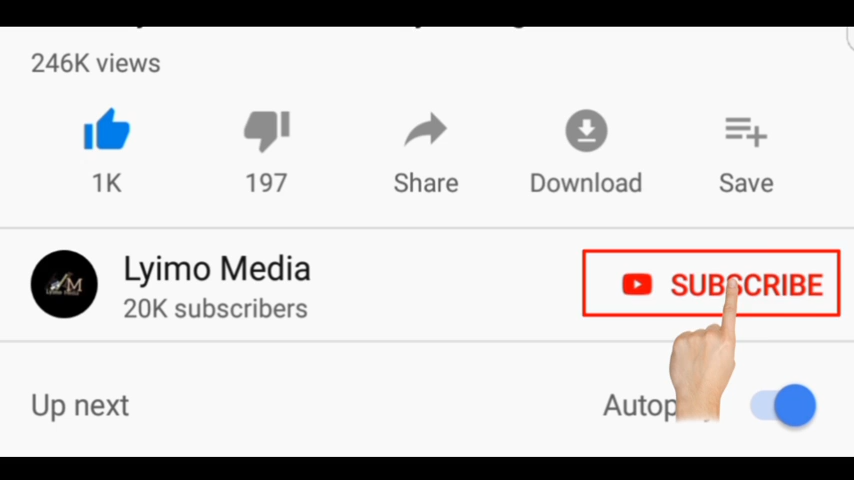 246K views
1K 197 Share Download Save
Lyimo Media
20K subscribers
SUBSCRIBE
Up next